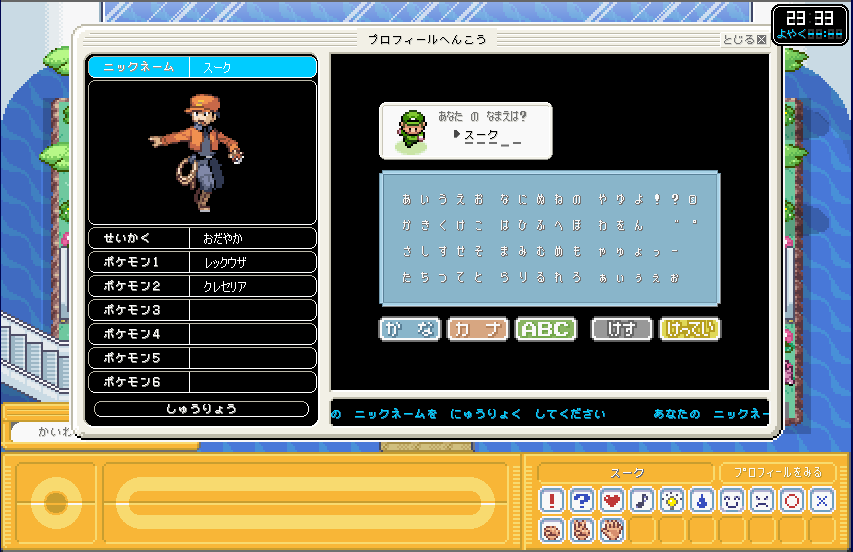 23:33
よやく
プロフィールへんこう
とじる
ニックネーム スーク
せいかく おだやか
ポケモン1 レックウザ
ポケモン2 クレセリア
ポケモン3
ポケモン4
ポケモン5
ポケモン6
しゅうりょう
あなた の なまえは?
スーク
あ い う え お な に ぬ ね の や ゆ よ ! ? ロ
か き く け こ は ひ ふ へ ほ わ を ん ゛ ゜
さ し す せ そ ま み む め も ゃ ゅ ょ っ ー
た ち つ て と ら り る れ ろ ぁ ぃ ぅ ぇ ぉ
か な カ ナ ABC けす けってい
の ニックネームを にゅうりょく してください あなたの ニックネー
かいわ
スーク プロフィールをみる